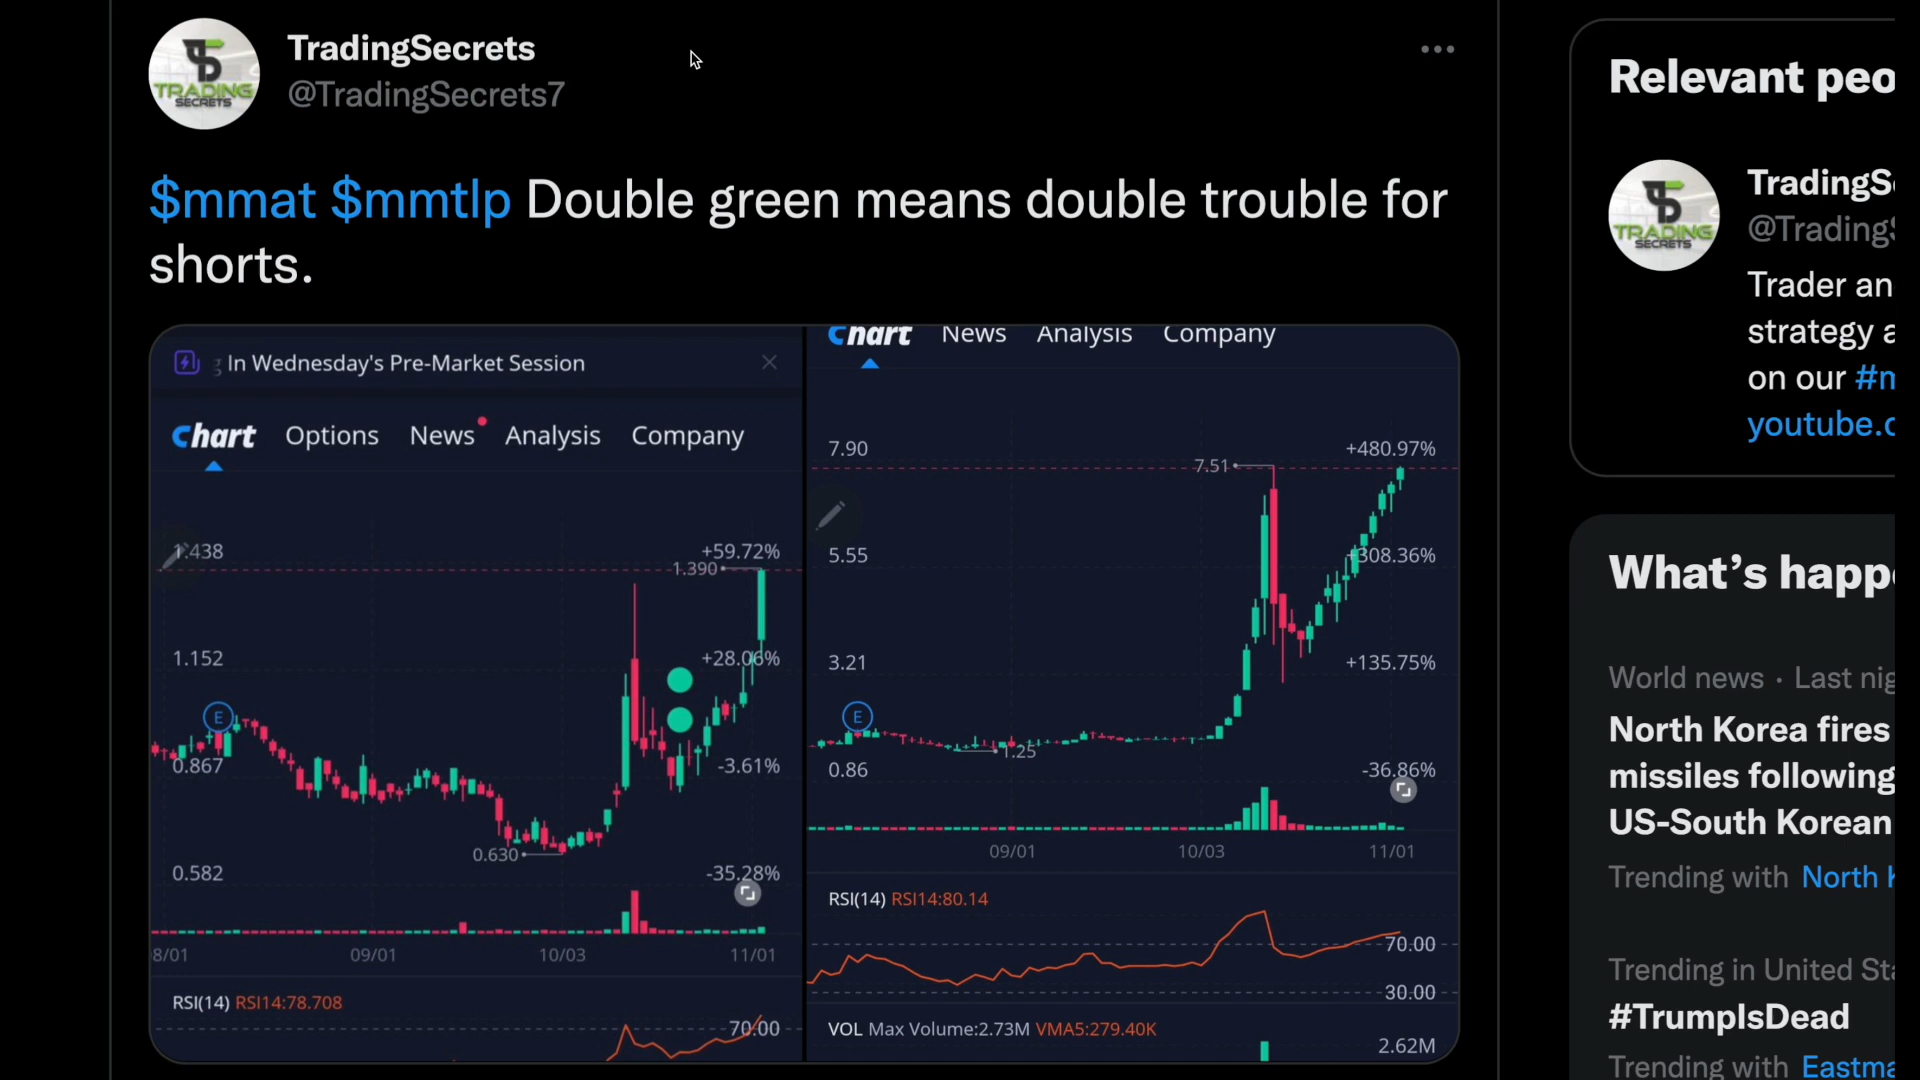 TradingSecrets
@TradingSecrets7
$mmat $mmtlp Double green means double trouble for
shorts.
TRADING
SECRETS
In Wednesday's Pre-Market Session
Chart Options News Analysis Company
1.438
+59.72%
1.390
1.152
+28.06%
E
0.867
-3.61%
0.630
0.582
-35.28%
8/01 09/01 10/03 11/01
RSI(14) RSI14:78.708
70.00
Chart News Analysis Company
7.90
+480.97%
7.51
5.55
+308.36%
3.21
+135.75%
E
1.25
0.86
-36.86%
09/01 10/03 11/01
RSI(14) RSI14:80.14
70.00
30.00
VOL Max Volume:2.73M VMA5:279.40K
2.62M
Relevant peo
TradingS
@Trading
TRADING
SECRETS
Trader an
strategy a
on our #m
youtube.c
What's happe
World news · Last nig
North Korea fires
missiles following
US-South Korean
Trending with North K
Trending in United Sta
#TrumpIsDead
Trending with Eastma